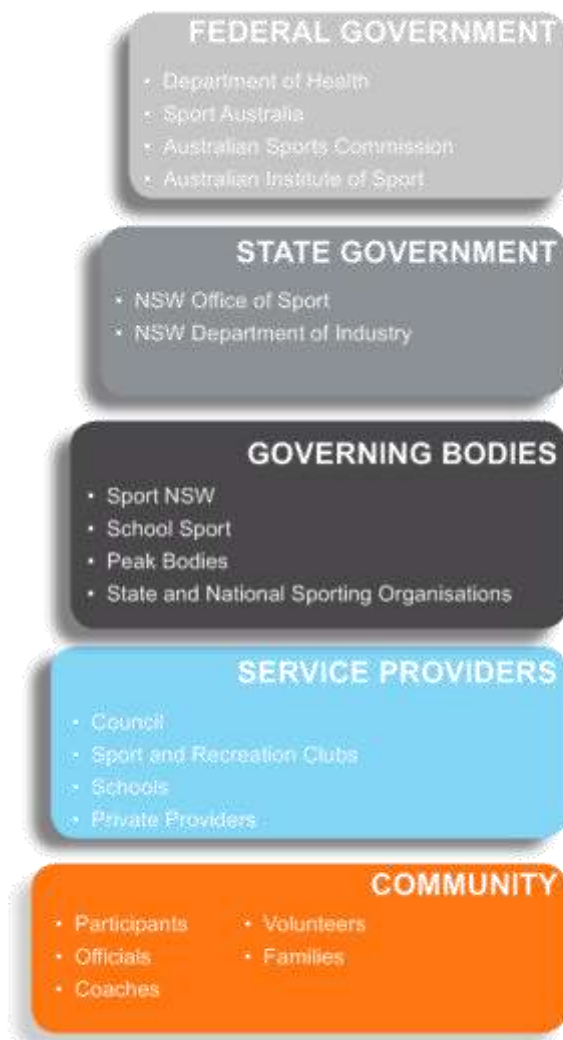 FEDERAL GOVERNMENT
• Department of Health
• Sport Australia
• Australian Sports Commission
• Australian Institute of Sport
STATE GOVERNMENT
• NSW Office of Sport
• NSW Department of Industry
GOVERNING BODIES
• Sport NSW
• School Sport
• Peak Bodies
• State and National Sporting Organisations
SERVICE PROVIDERS
• Council
• Sport and Recreation Clubs
• Schools
• Private Providers
COMMUNITY
• Participants
• Officials
• Coaches
• Volunteers
• Families